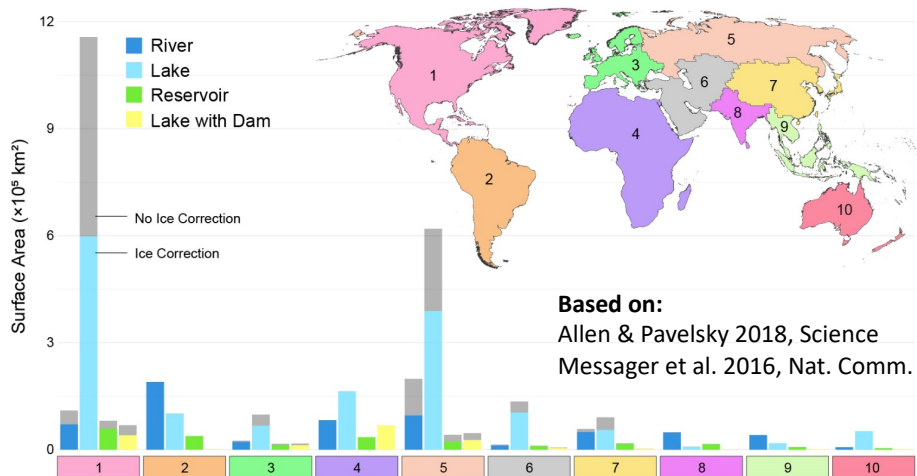 12
9
6
3
0
Surface Area (×10⁵ km²)
River
Lake
Reservoir
Lake with Dam
No Ice Correction
Ice Correction
1
2
3
4
5
6
7
8
9
10
Based on:
Allen & Pavelsky 2018, Science
Messager et al. 2016, Nat. Comm.
1 2 3 4 5 6 7 8 9 10